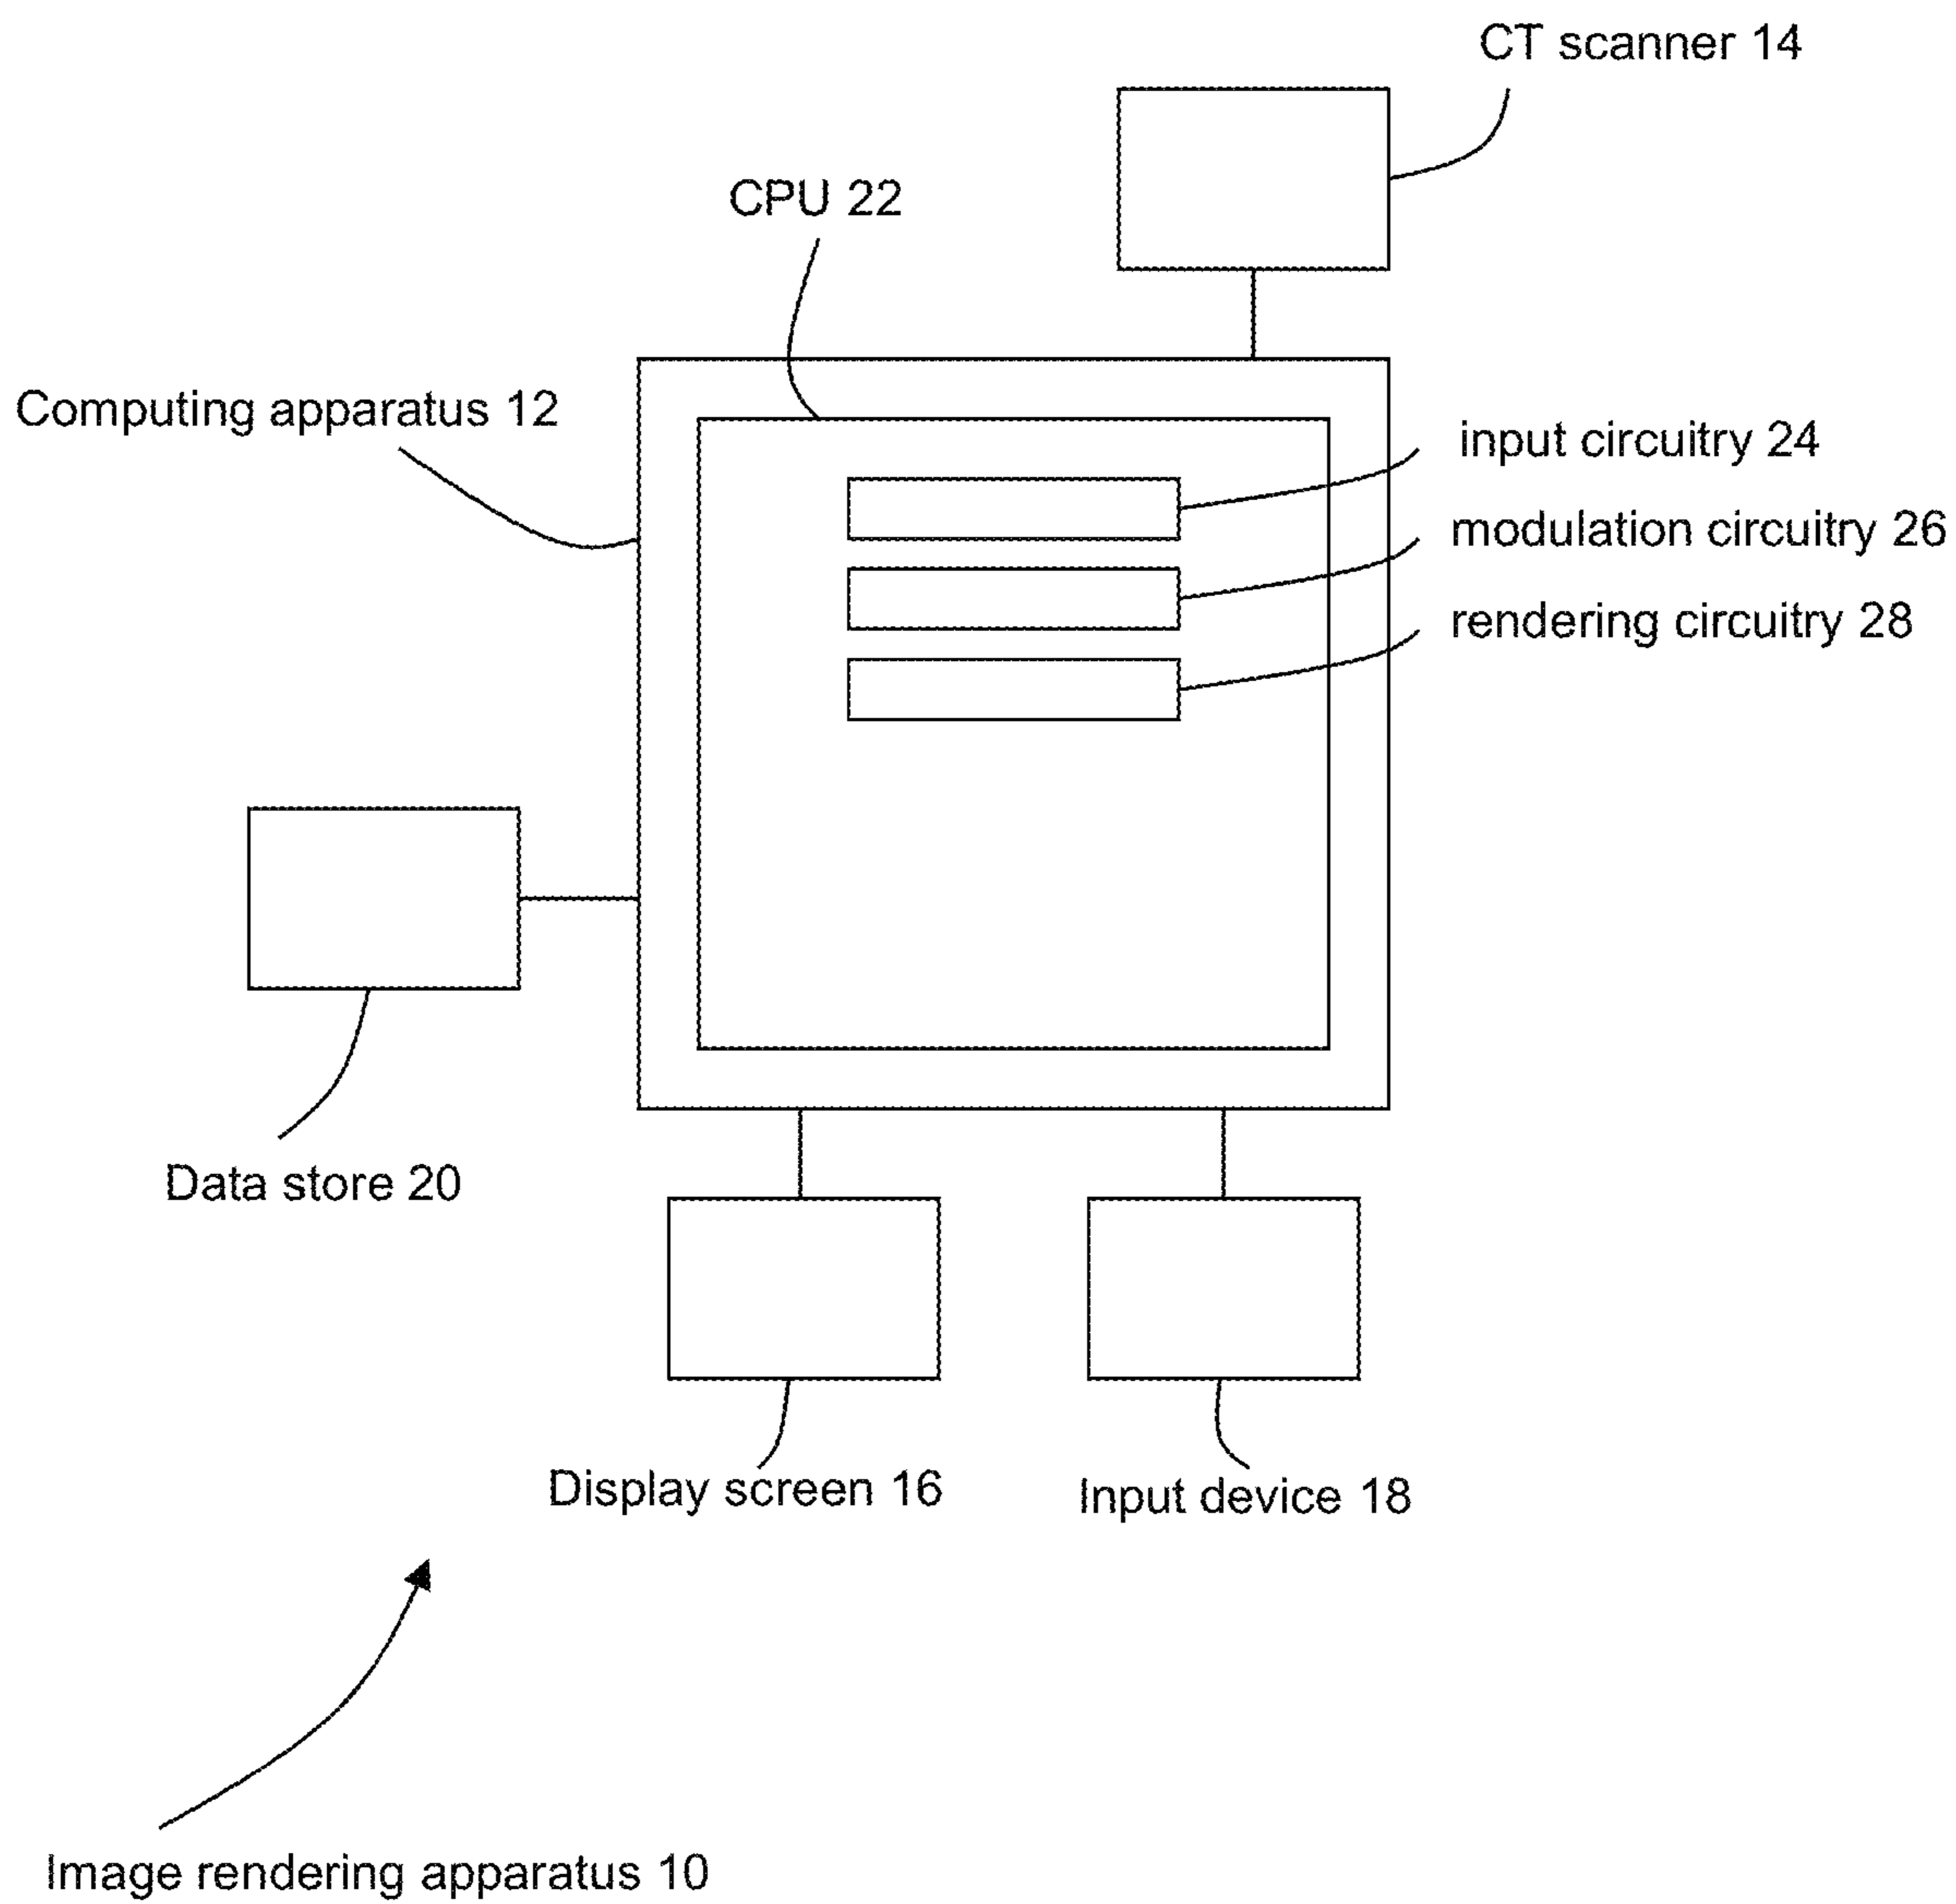 CT scanner 14
CPU 22
Computing apparatus 12
input circuitry 24
modulation circuitry 26
rendering circuitry 28
Data store 20
Display screen 16
Input device 18
Image rendering apparatus 10